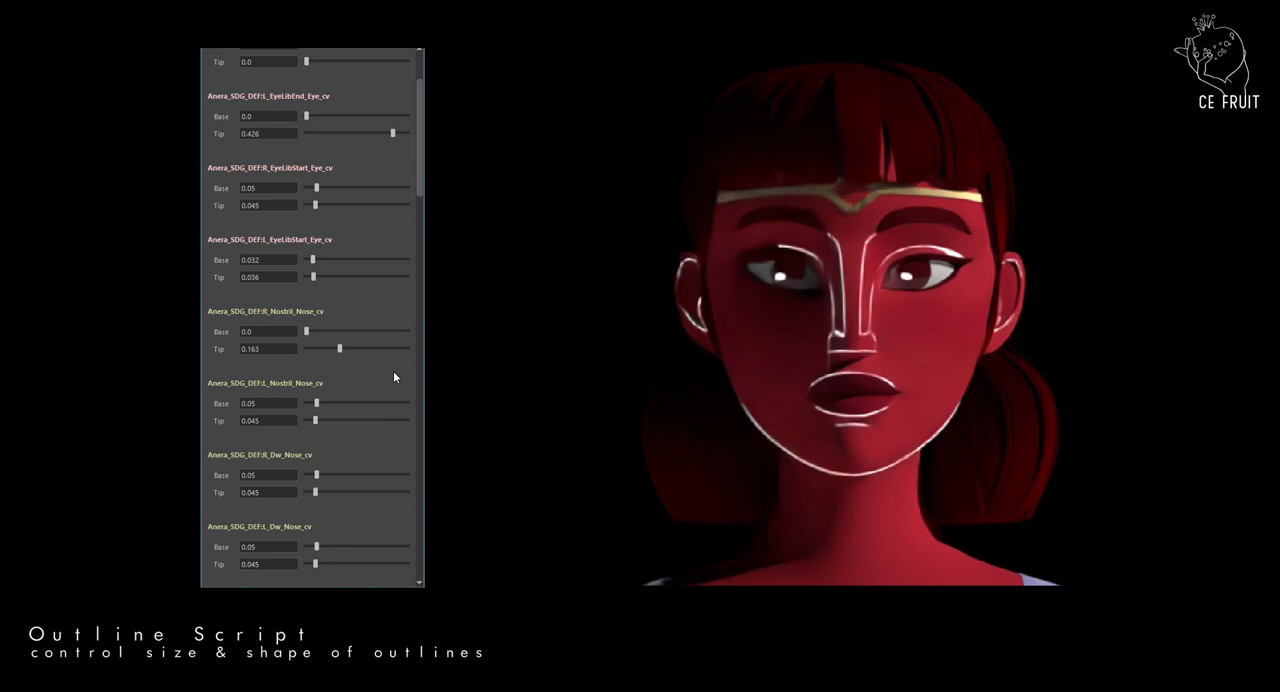 CE FRUIT
Tip 0.0
Anera_SDG_DEF:L_EyeLibEnd_Eye_cv
Base 0.0
Tip 0.426
Anera_SDG_DEF:R_EyeLibStart_Eye_cv
Base 0.05
Tip 0.045
Anera_SDG_DEF:L_EyeLibStart_Eye_cv
Base 0.032
Tip 0.036
Anera_SDG_DEF:R_Nostril_Nose_cv
Base 0.0
Tip 0.163
Anera_SDG_DEF:L_Nostril_Nose_cv
Base 0.05
Tip 0.045
Anera_SDG_DEF:R_Dw_Nose_cv
Base 0.05
Tip 0.045
Anera_SDG_DEF:L_Dw_Nose_cv
Base 0.05
Tip 0.045
Outline Script
control size & shape of outlines